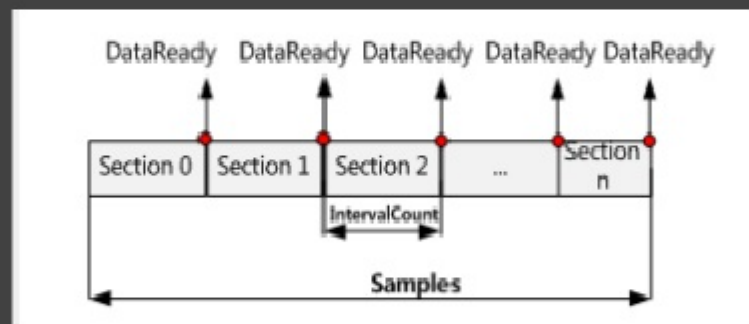 DataReady DataReady DataReady DataReady DataReady
Section 0 Section 1 Section 2 ... Section
n
IntervalCount
Samples